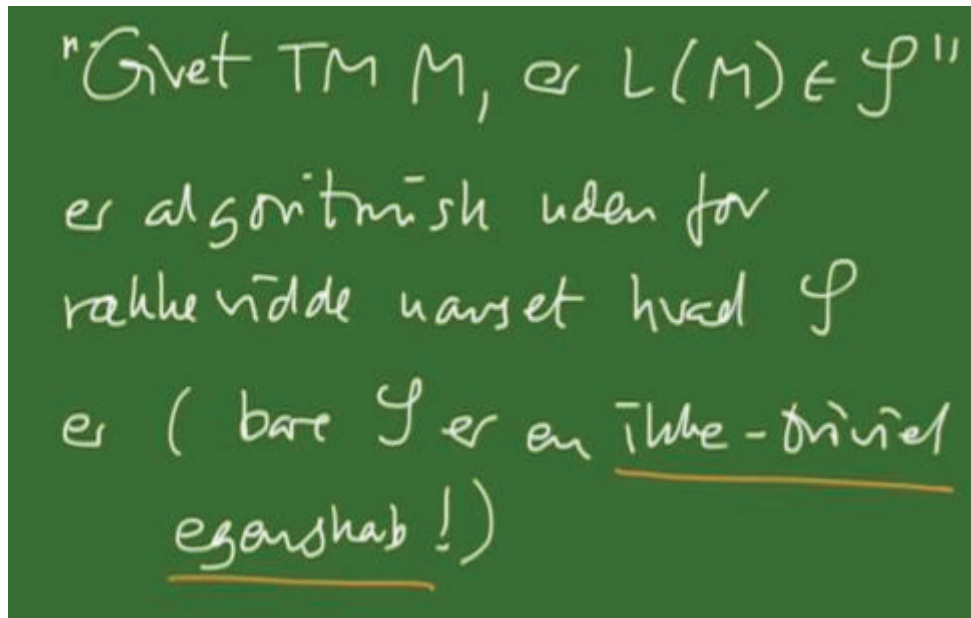 "Givet TM M, er L(M) ∈ 𝒮"
er algoritmisk uden for
rækkevidde uanset hvad 𝒮
er ( bare 𝒮 er en ikke-triviel
egenskab!)